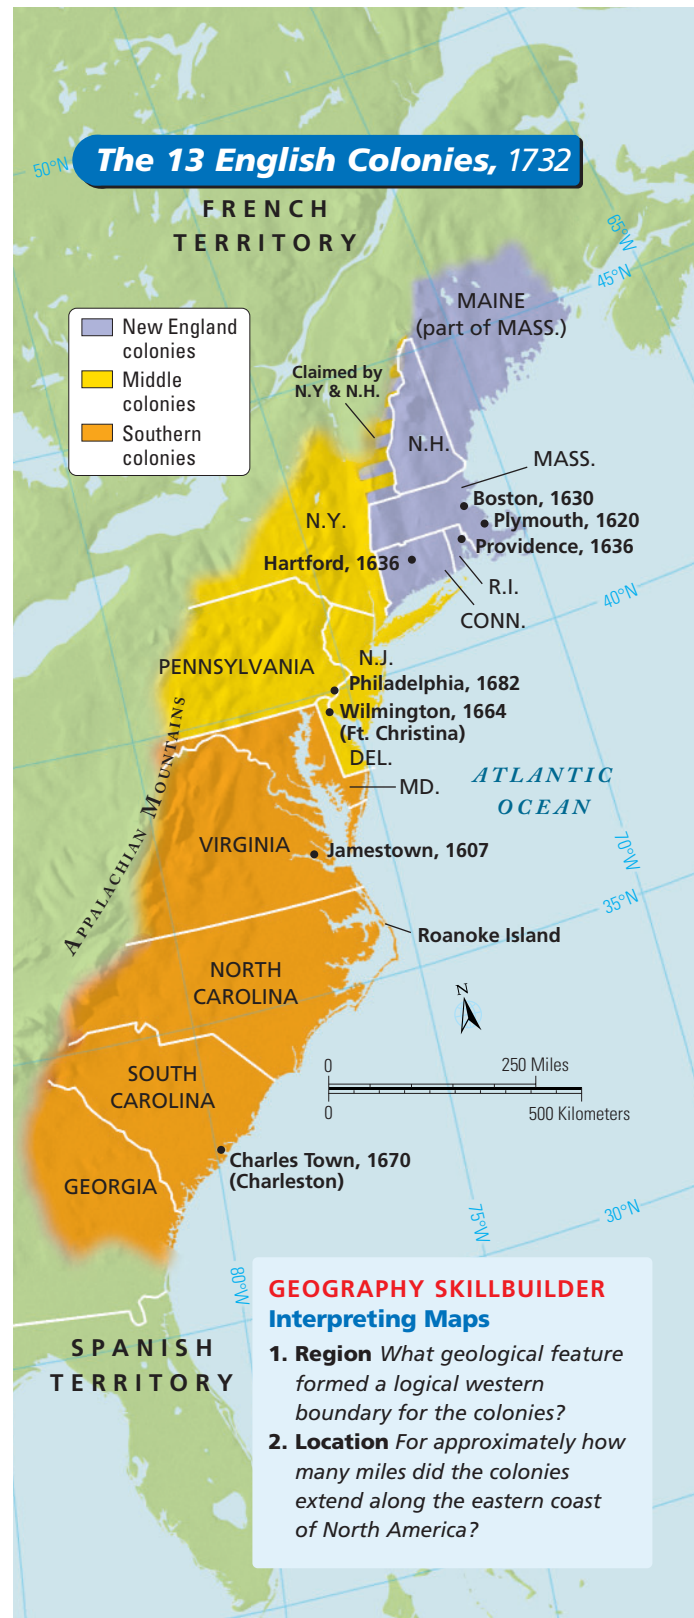 The 13 English Colonies, 1732
50°N
FRENCH
TERRITORY
65°W
45°N
MAINE
(part of MASS.)
New England
colonies
Middle
colonies
Southern
colonies
Claimed by
N.Y & N.H.
N.H.
MASS.
Boston, 1630
Plymouth, 1620
Providence, 1636
N.Y.
Hartford, 1636
R.I.
CONN.
40°N
PENNSYLVANIA
N.J.
Philadelphia, 1682
Wilmington, 1664
(Ft. Christina)
DEL.
MD.
ATLANTIC
OCEAN
APPALACHIAN MOUNTAINS
VIRGINIA
Jamestown, 1607
70°W
35°N
Roanoke Island
NORTH
CAROLINA
N
0 250 Miles
0 500 Kilometers
SOUTH
CAROLINA
Charles Town, 1670
(Charleston)
GEORGIA
75°W
30°N
80°W
SPANISH
TERRITORY
GEOGRAPHY SKILLBUILDER
Interpreting Maps
1. Region What geological feature
formed a logical western
boundary for the colonies?
2. Location For approximately how
many miles did the colonies
extend along the eastern coast
of North America?